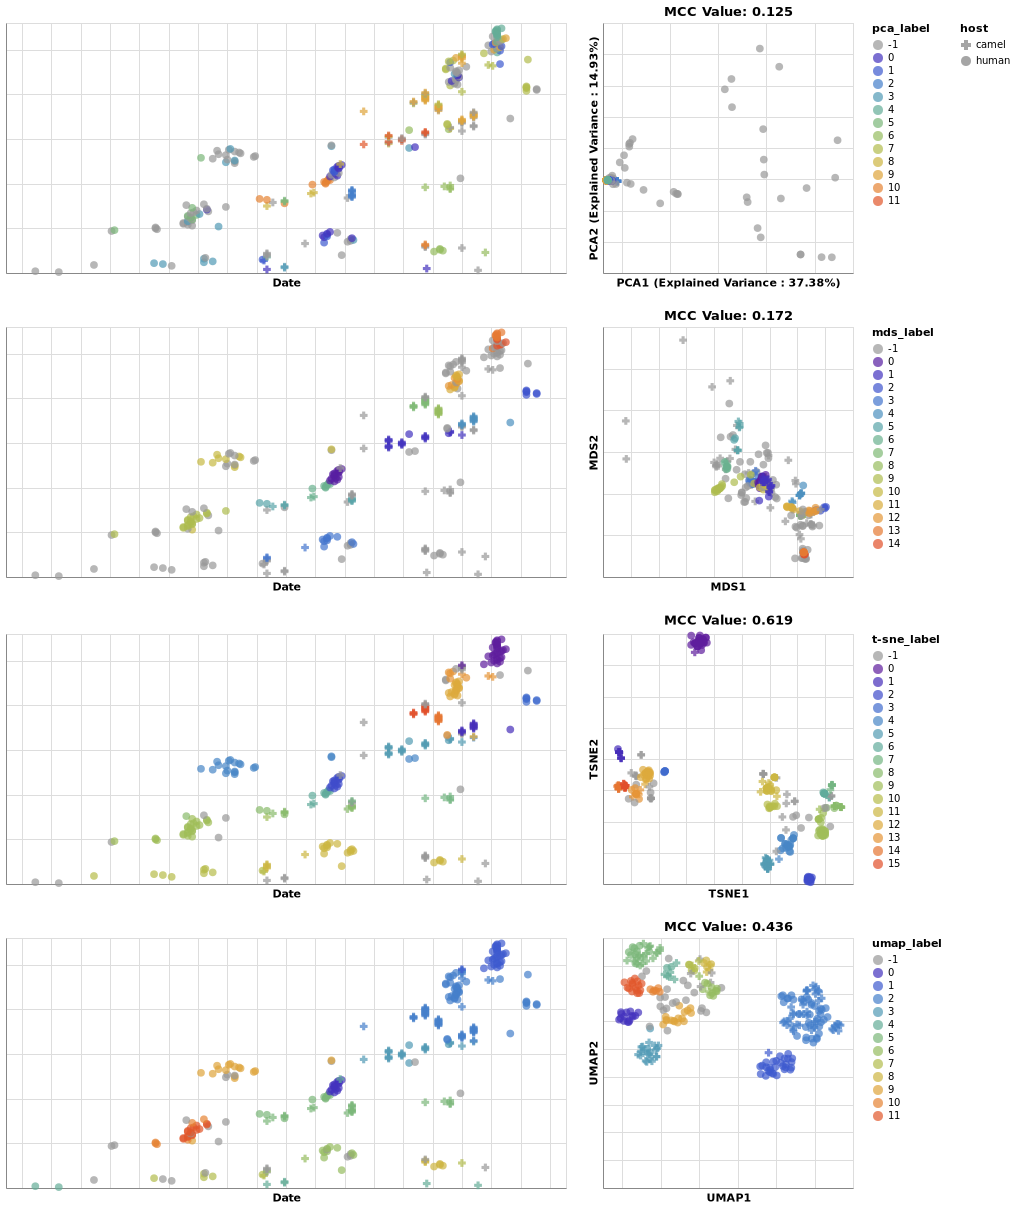 MCC Value: 0.125
PCA2 (Explained Variance : 14.93%)
Date
PCA1 (Explained Variance : 37.38%)
pca_label
-1
0
1
2
3
4
5
6
7
8
9
10
11
host
camel
human
MCC Value: 0.172
MDS2
Date
MDS1
mds_label
-1
0
1
2
3
4
5
6
7
8
9
10
11
12
13
14
MCC Value: 0.619
TSNE2
Date
TSNE1
t-sne_label
-1
0
1
2
3
4
5
6
7
8
9
10
11
12
13
14
15
MCC Value: 0.436
UMAP2
Date
UMAP1
umap_label
-1
0
1
2
3
4
5
6
7
8
9
10
11